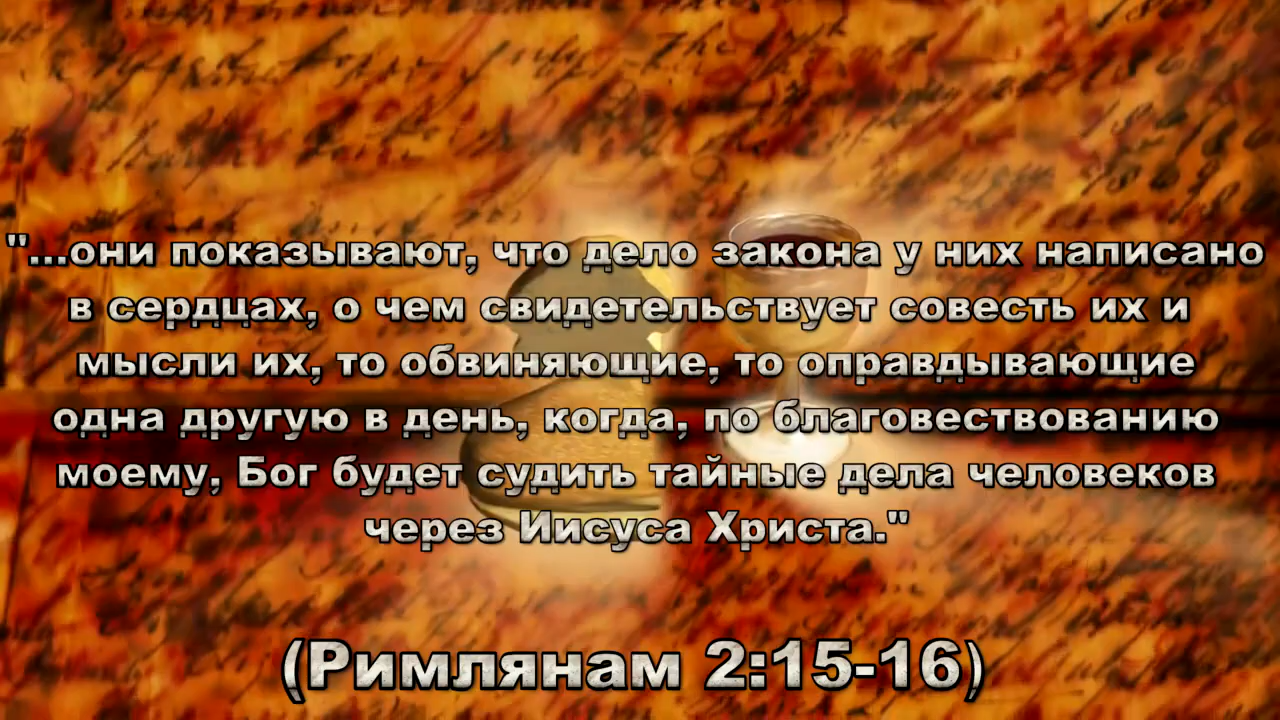 "...они показывают, что дело закона у них написано
в сердцах, о чем свидетельствует совесть их и
мысли их, то обвиняющие, то оправдывающие
одна другую в день, когда, по благовествованию
моему, Бог будет судить тайные дела человеков
через Иисуса Христа."
(Римлянам 2:15-16)